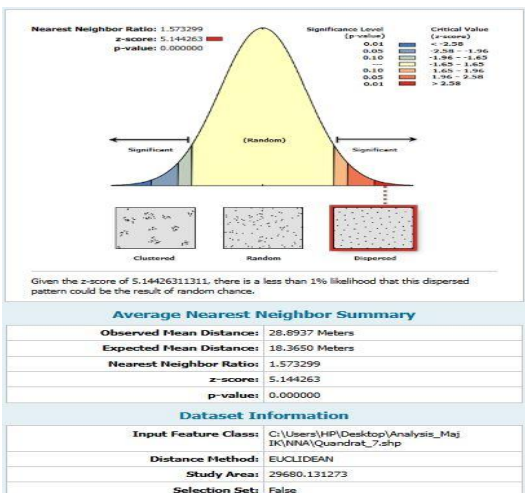 Nearest Neighbor Ratio: 1.573299
z-score: 5.144263
p-value: 0.000000
Significance Level (p-value)
Critical Value (z-score)
0.01 < -2.58
0.05 -2.58 - -1.96
0.10 -1.96 - -1.65
--- -1.65 - 1.65
0.10 1.65 - 1.96
0.05 1.96 - 2.58
0.01 > 2.58
(Random)
Significant
Significant
Clustered
Random
Dispersed
Given the z-score of 5.14426311311, there is a less than 1% likelihood that this dispersed
pattern could be the result of random chance.
Average Nearest Neighbor Summary
Observed Mean Distance: 28.8937 Meters
Expected Mean Distance: 18.3650 Meters
Nearest Neighbor Ratio: 1.573299
z-score: 5.144263
p-value: 0.000000
Dataset Information
Input Feature Class: C:\Users\HP\Desktop\Analysis_Maj
IK\NNA\Quandrat_7.shp
Distance Method: EUCLIDEAN
Study Area: 29680.131273
Selection Set: False